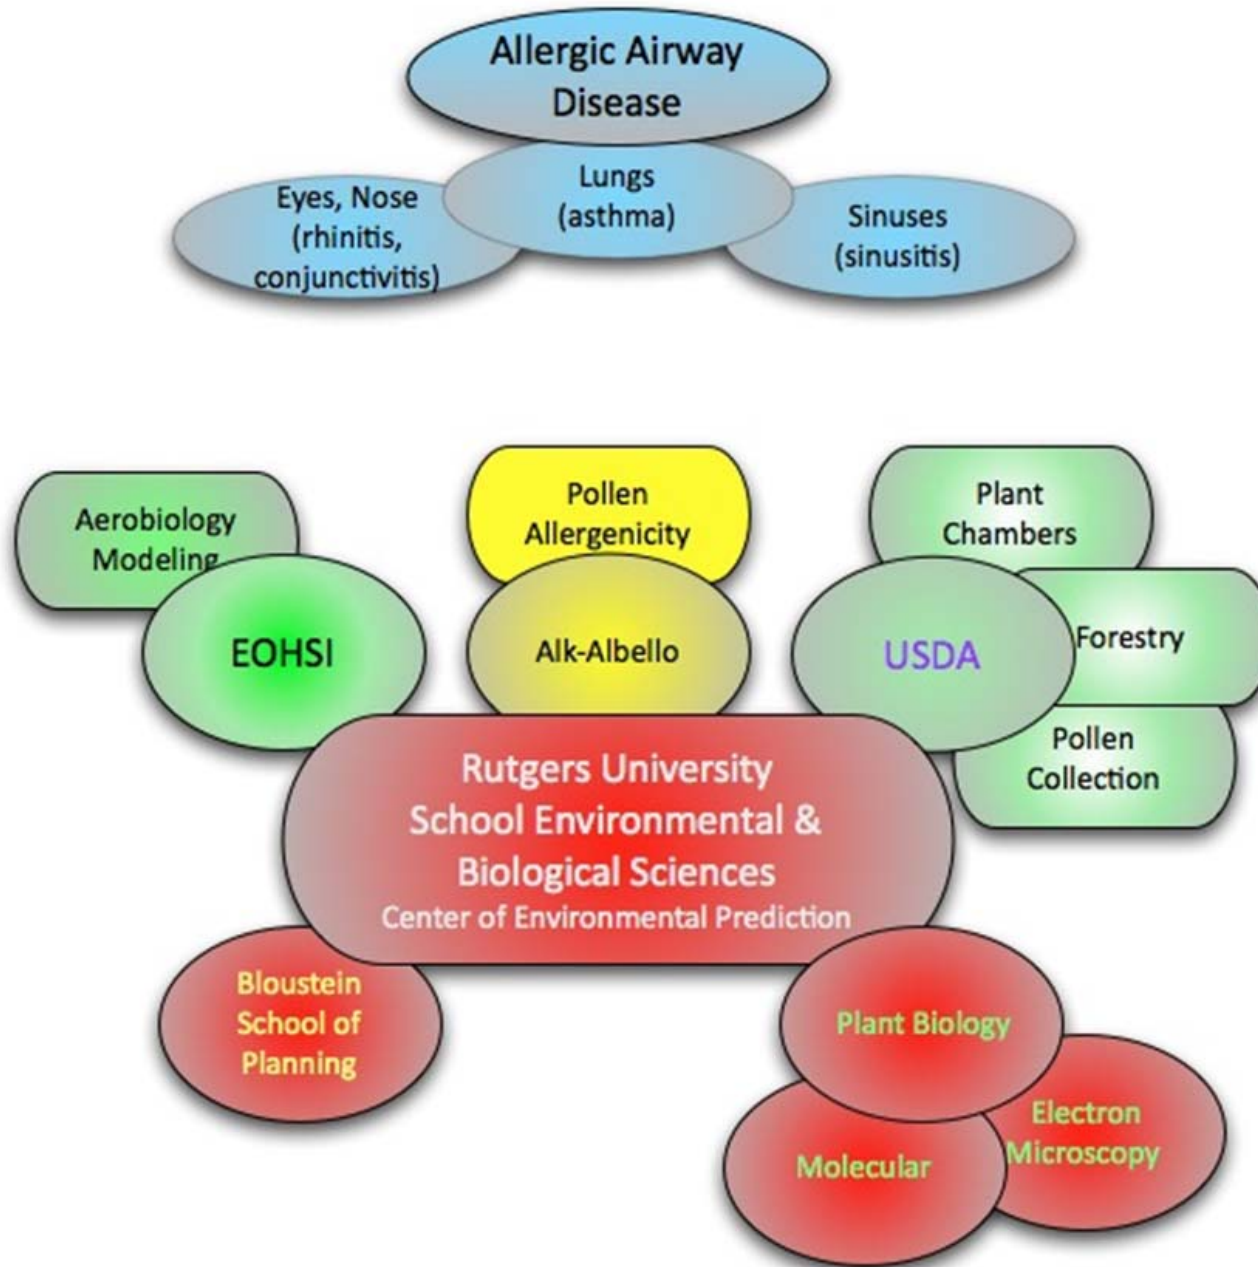 Allergic Airway
Disease
Eyes, Nose
(rhinitis,
conjunctivitis)
Lungs
(asthma)
Sinuses
(sinusitis)
Aerobiology
Modeling
EOHSI
Pollen
Allergenicity
Alk-Albello
Plant
Chambers
USDA
Forestry
Pollen
Collection
Rutgers University
School Environmental &
Biological Sciences
Center of Environmental Prediction
Bloustein
School of
Planning
Plant Biology
Molecular
Electron
Microscopy